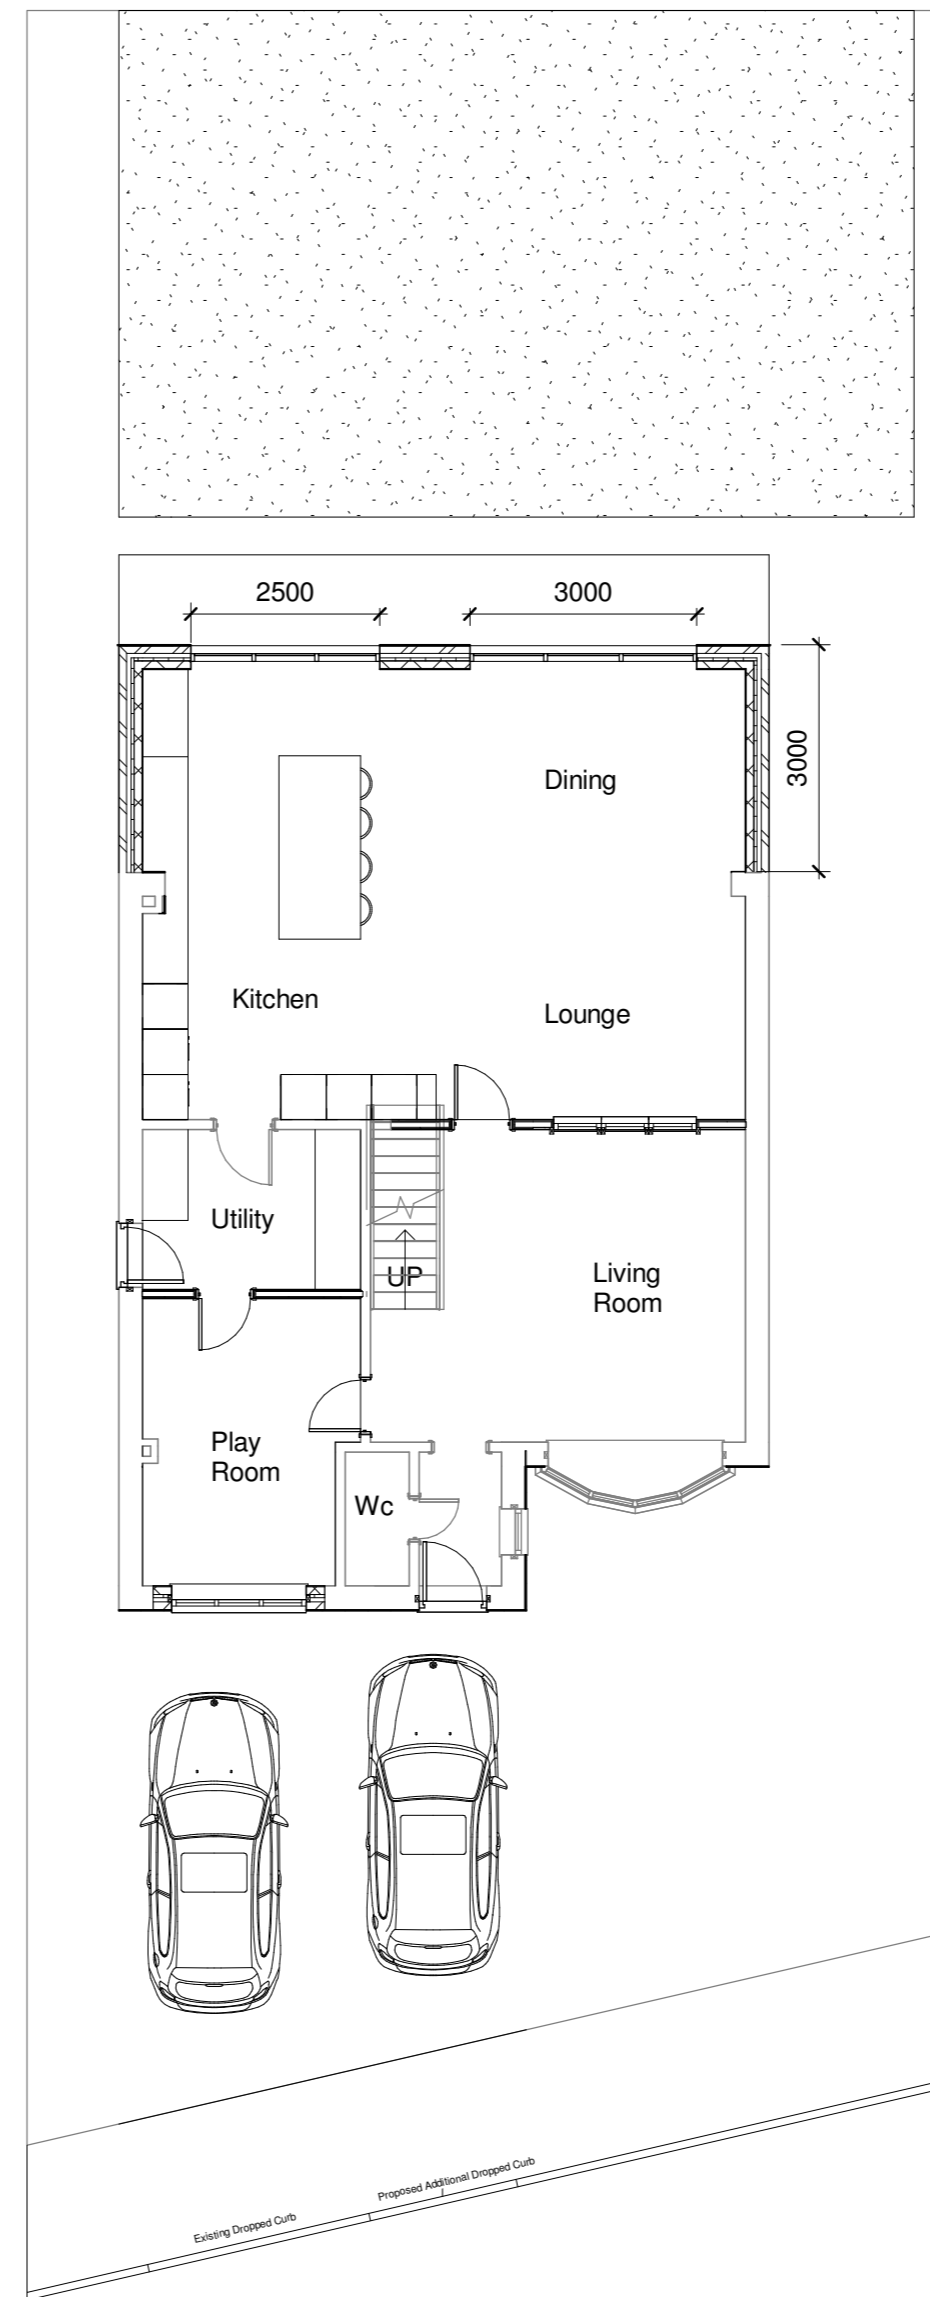 2500
3000
3000
Dining
Kitchen
Lounge
Utility
UP
Living
Room
Play
Room
Wc
Proposed Additional Dropped Curb
Existing Dropped Curb